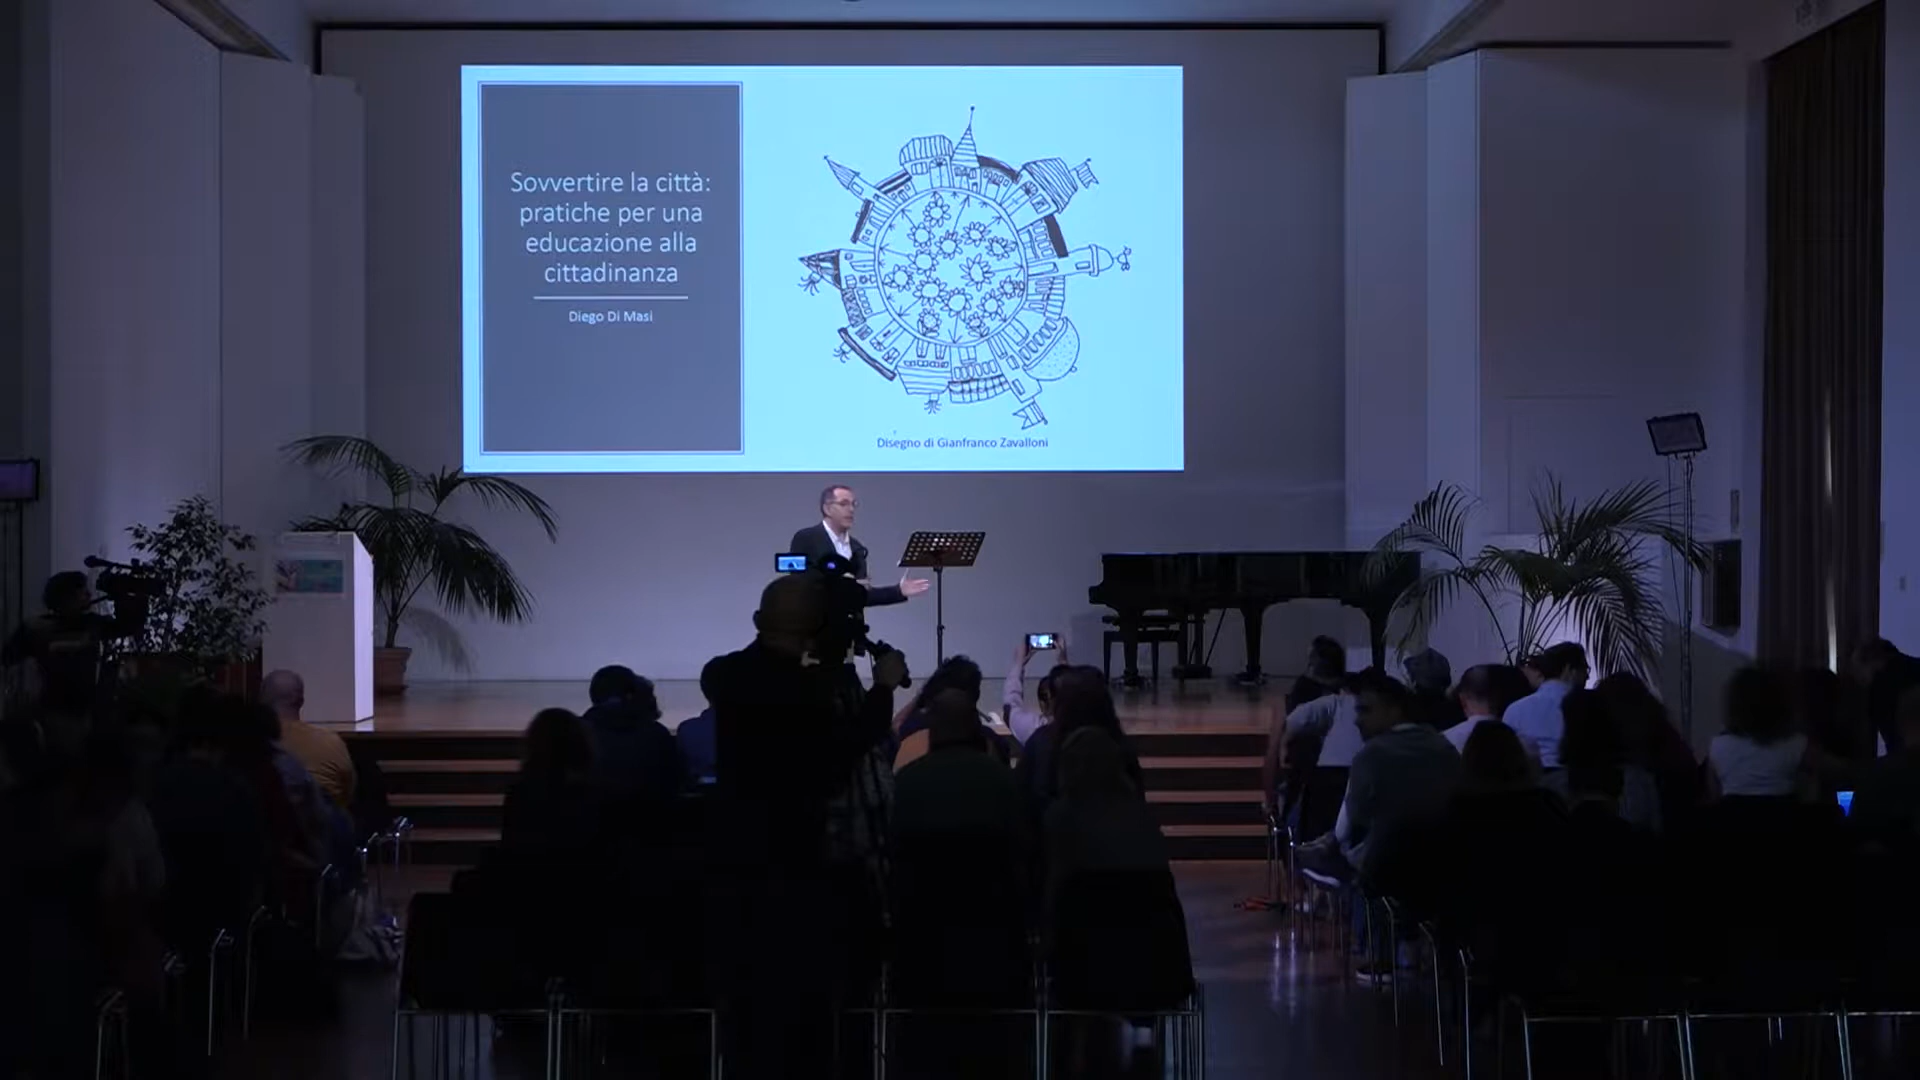 Sovvertire la città:
pratiche per una
educazione alla
cittadinanza
Diego Di Masi
Disegno di Gianfranco Zavalloni